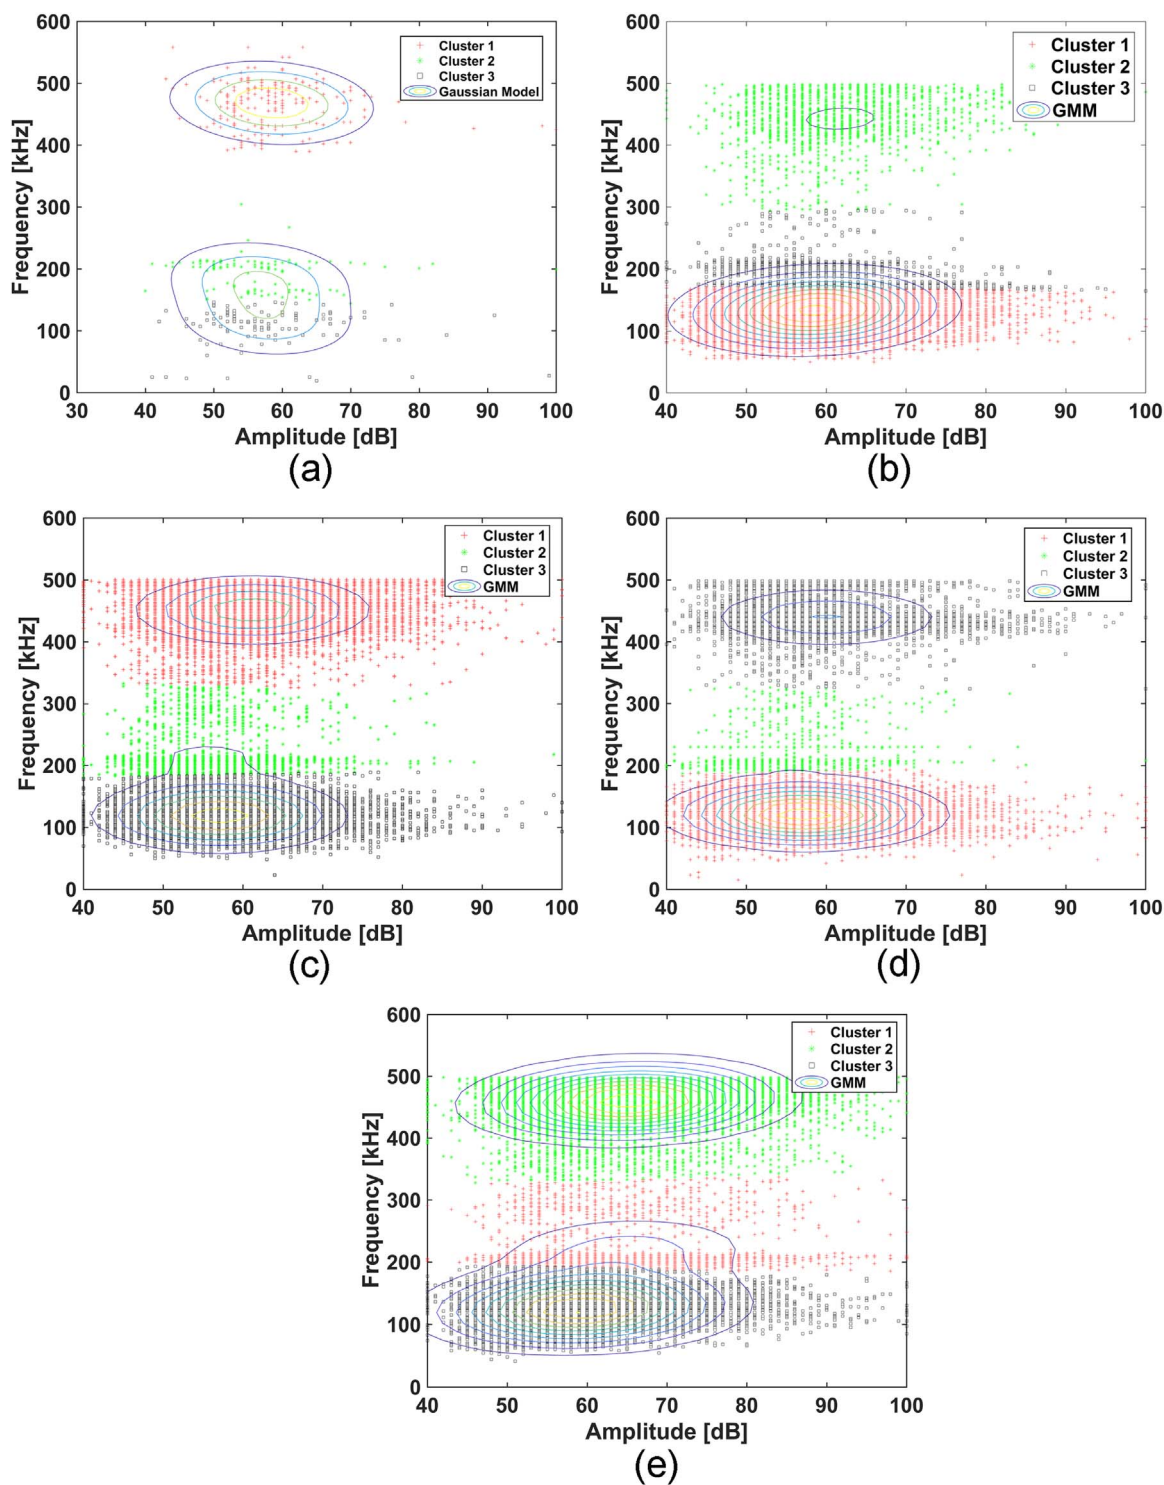 600
500
400
300
200
100
0
Frequency [kHz]
Cluster 1
Cluster 2
Cluster 3
Gaussian Model
30 40 50 60 70 80 90 100
Amplitude [dB]
(a)
600
500
400
300
200
100
0
Frequency [kHz]
Cluster 1
Cluster 2
Cluster 3
GMM
40 50 60 70 80 90 100
Amplitude [dB]
(b)
600
500
400
300
200
100
0
Frequency [kHz]
Cluster 1
Cluster 2
Cluster 3
GMM
40 50 60 70 80 90 100
Amplitude [dB]
(c)
600
500
400
300
200
100
0
Frequency [kHz]
Cluster 1
Cluster 2
Cluster 3
GMM
40 50 60 70 80 90 100
Amplitude [dB]
(d)
600
500
400
300
200
100
0
Frequency [kHz]
Cluster 1
Cluster 2
Cluster 3
GMM
40 50 60 70 80 90 100
Amplitude [dB]
(e)